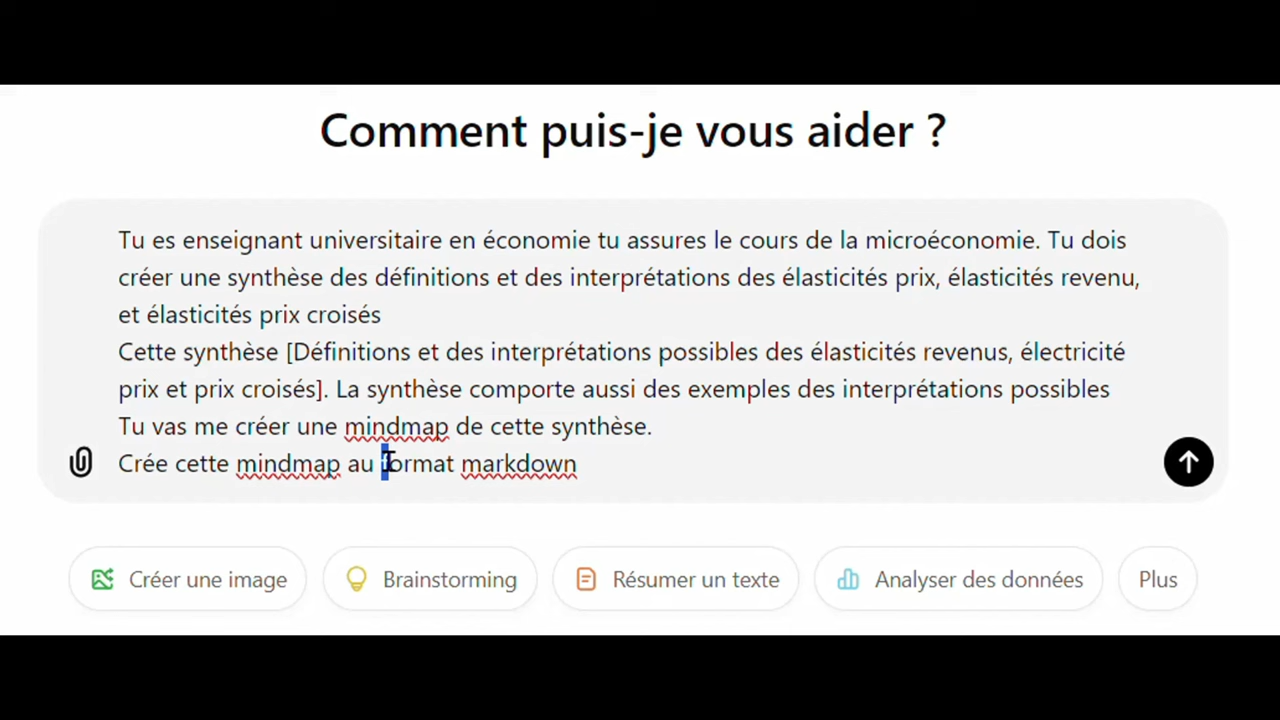 Comment puis-je vous aider ?
Tu es enseignant universitaire en économie tu assures le cours de la microéconomie. Tu dois
créer une synthèse des définitions et des interprétations des élasticités prix, élasticités revenu,
et élasticités prix croisés
Cette synthèse [Définitions et des interprétations possibles des élasticités revenus, électricité
prix et prix croisés]. La synthèse comporte aussi des exemples des interprétations possibles
Tu vas me créer une mindmap de cette synthèse.
Crée cette mindmap au format markdown
Créer une image
Brainstorming
Résumer un texte
Analyser des données
Plus